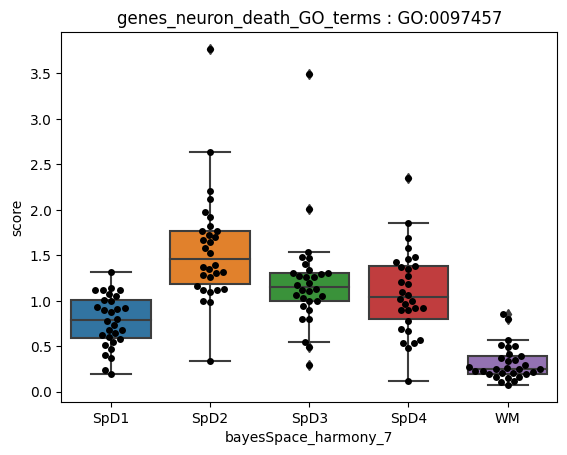 genes_neuron_death_GO_terms : GO:0097457
score
3.5
3.0
2.5
2.0
1.5
1.0
0.5
0.0
SpD1 SpD2 SpD3 SpD4 WM
bayesSpace_harmony_7